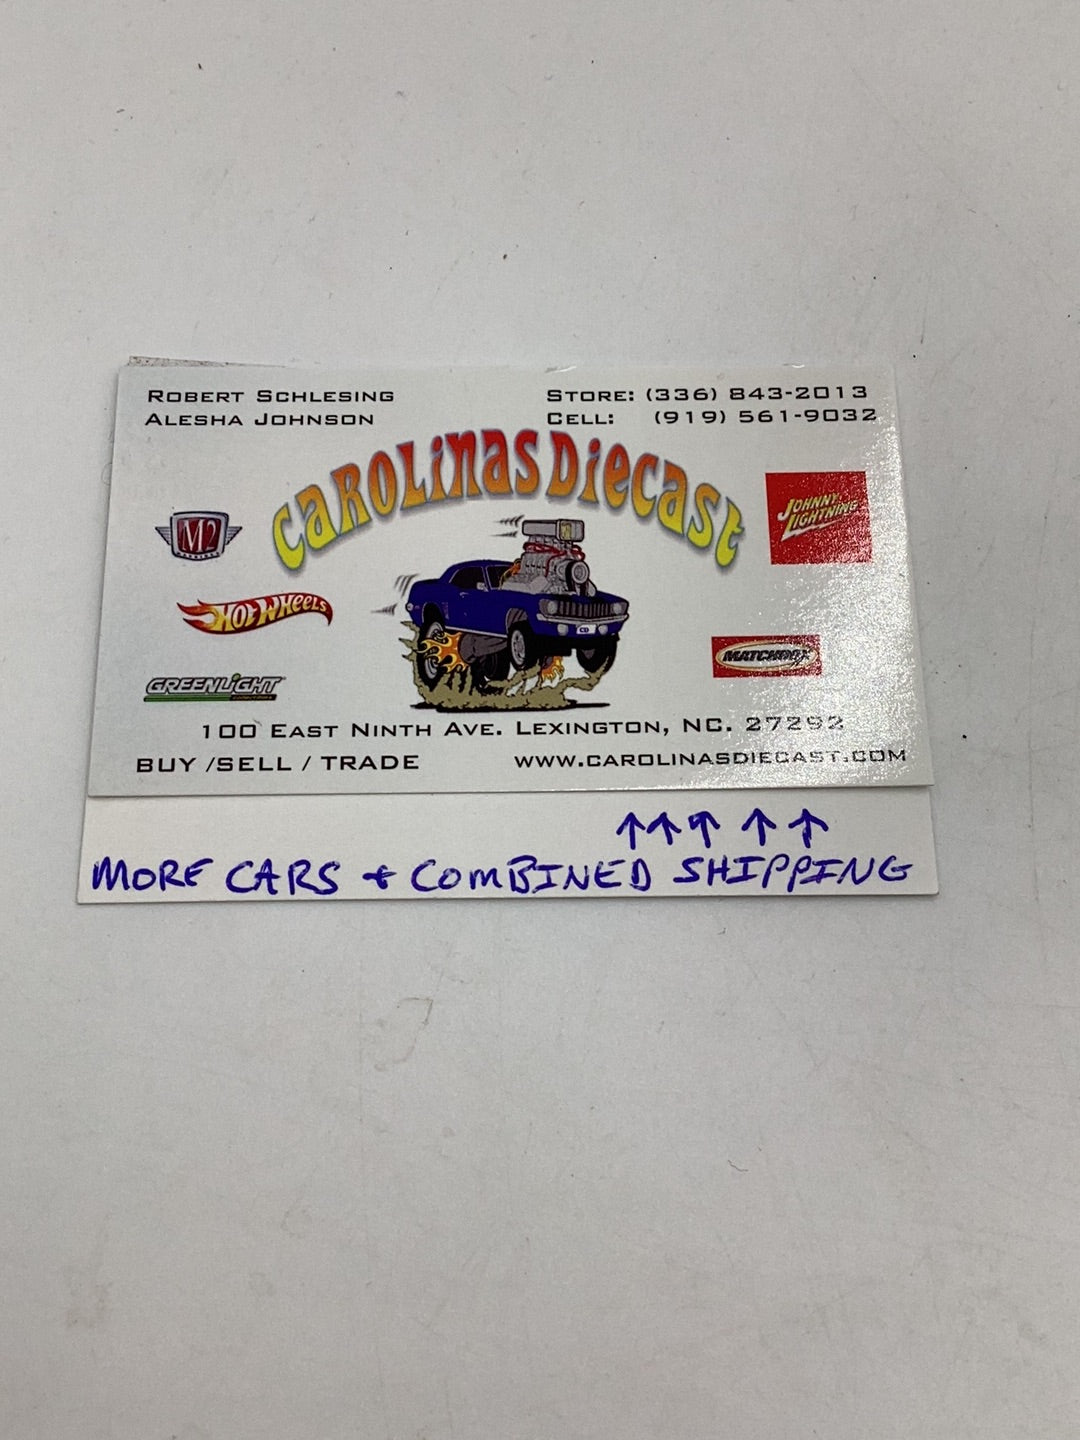 ROBERT SCHLESING
ALESHA JOHNSON
STORE: (336) 843-2013
CELL: (919) 561-9032
CAROLINAS DIECAST
M2
MACHINES
JOHNNY LIGHTNING
HOT WHEELS
CD
MATCHBOX
GREENLIGHT
100 EAST NINTH AVE. LEXINGTON, NC. 27292
BUY /SELL / TRADE
WWW.CAROLINASDIECAST.COM
↑↑↑ ↑ ↑
MORE CARS + COMBINED SHIPPING